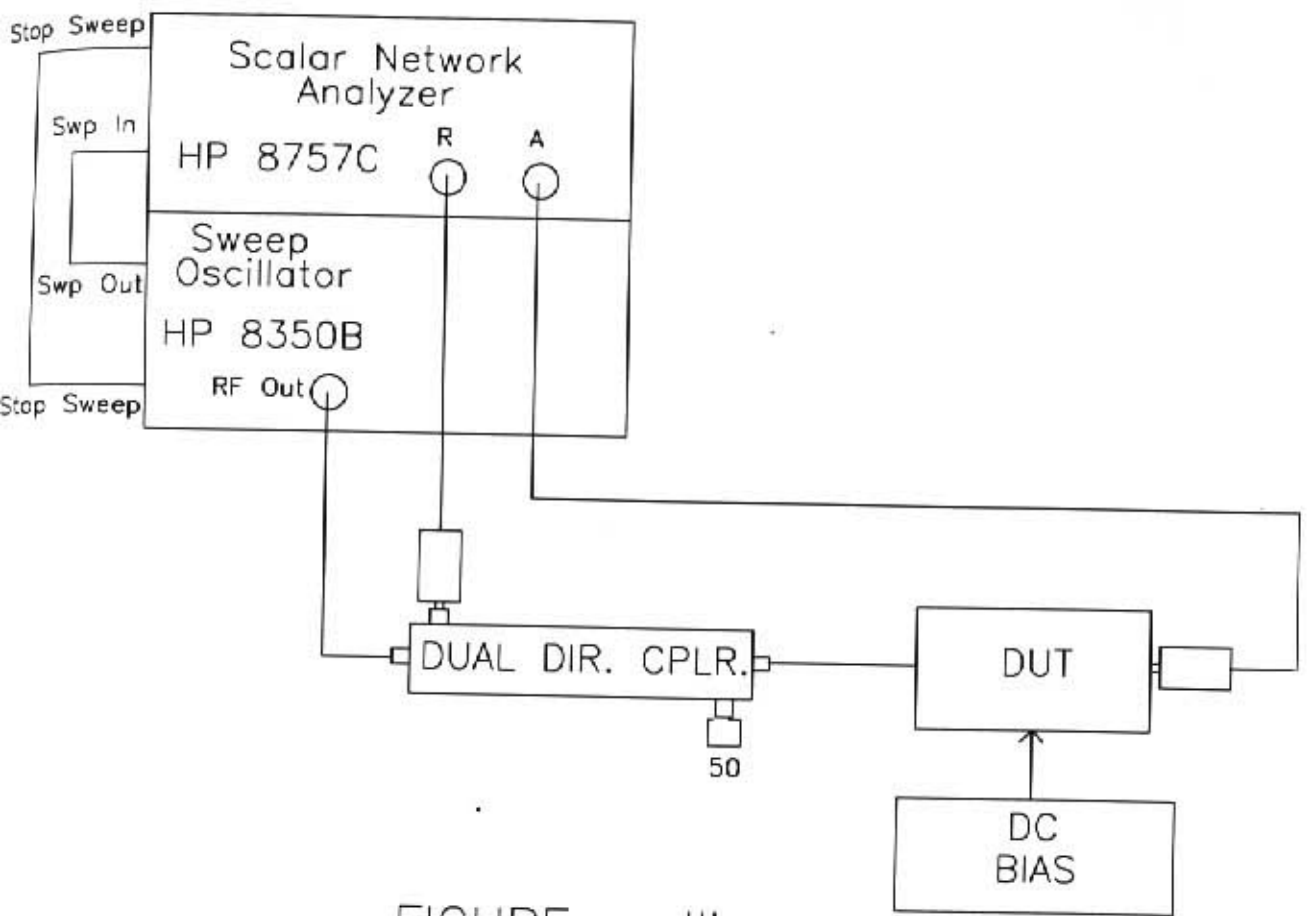 Stop Sweep
Scalar Network
Analyzer
Swp In
HP 8757C
R
A
Sweep
Oscillator
Swp Out
HP 8350B
RF Out
Stop Sweep
DUAL DIR. CPLR.
DUT
50
DC
BIAS
FIGURE